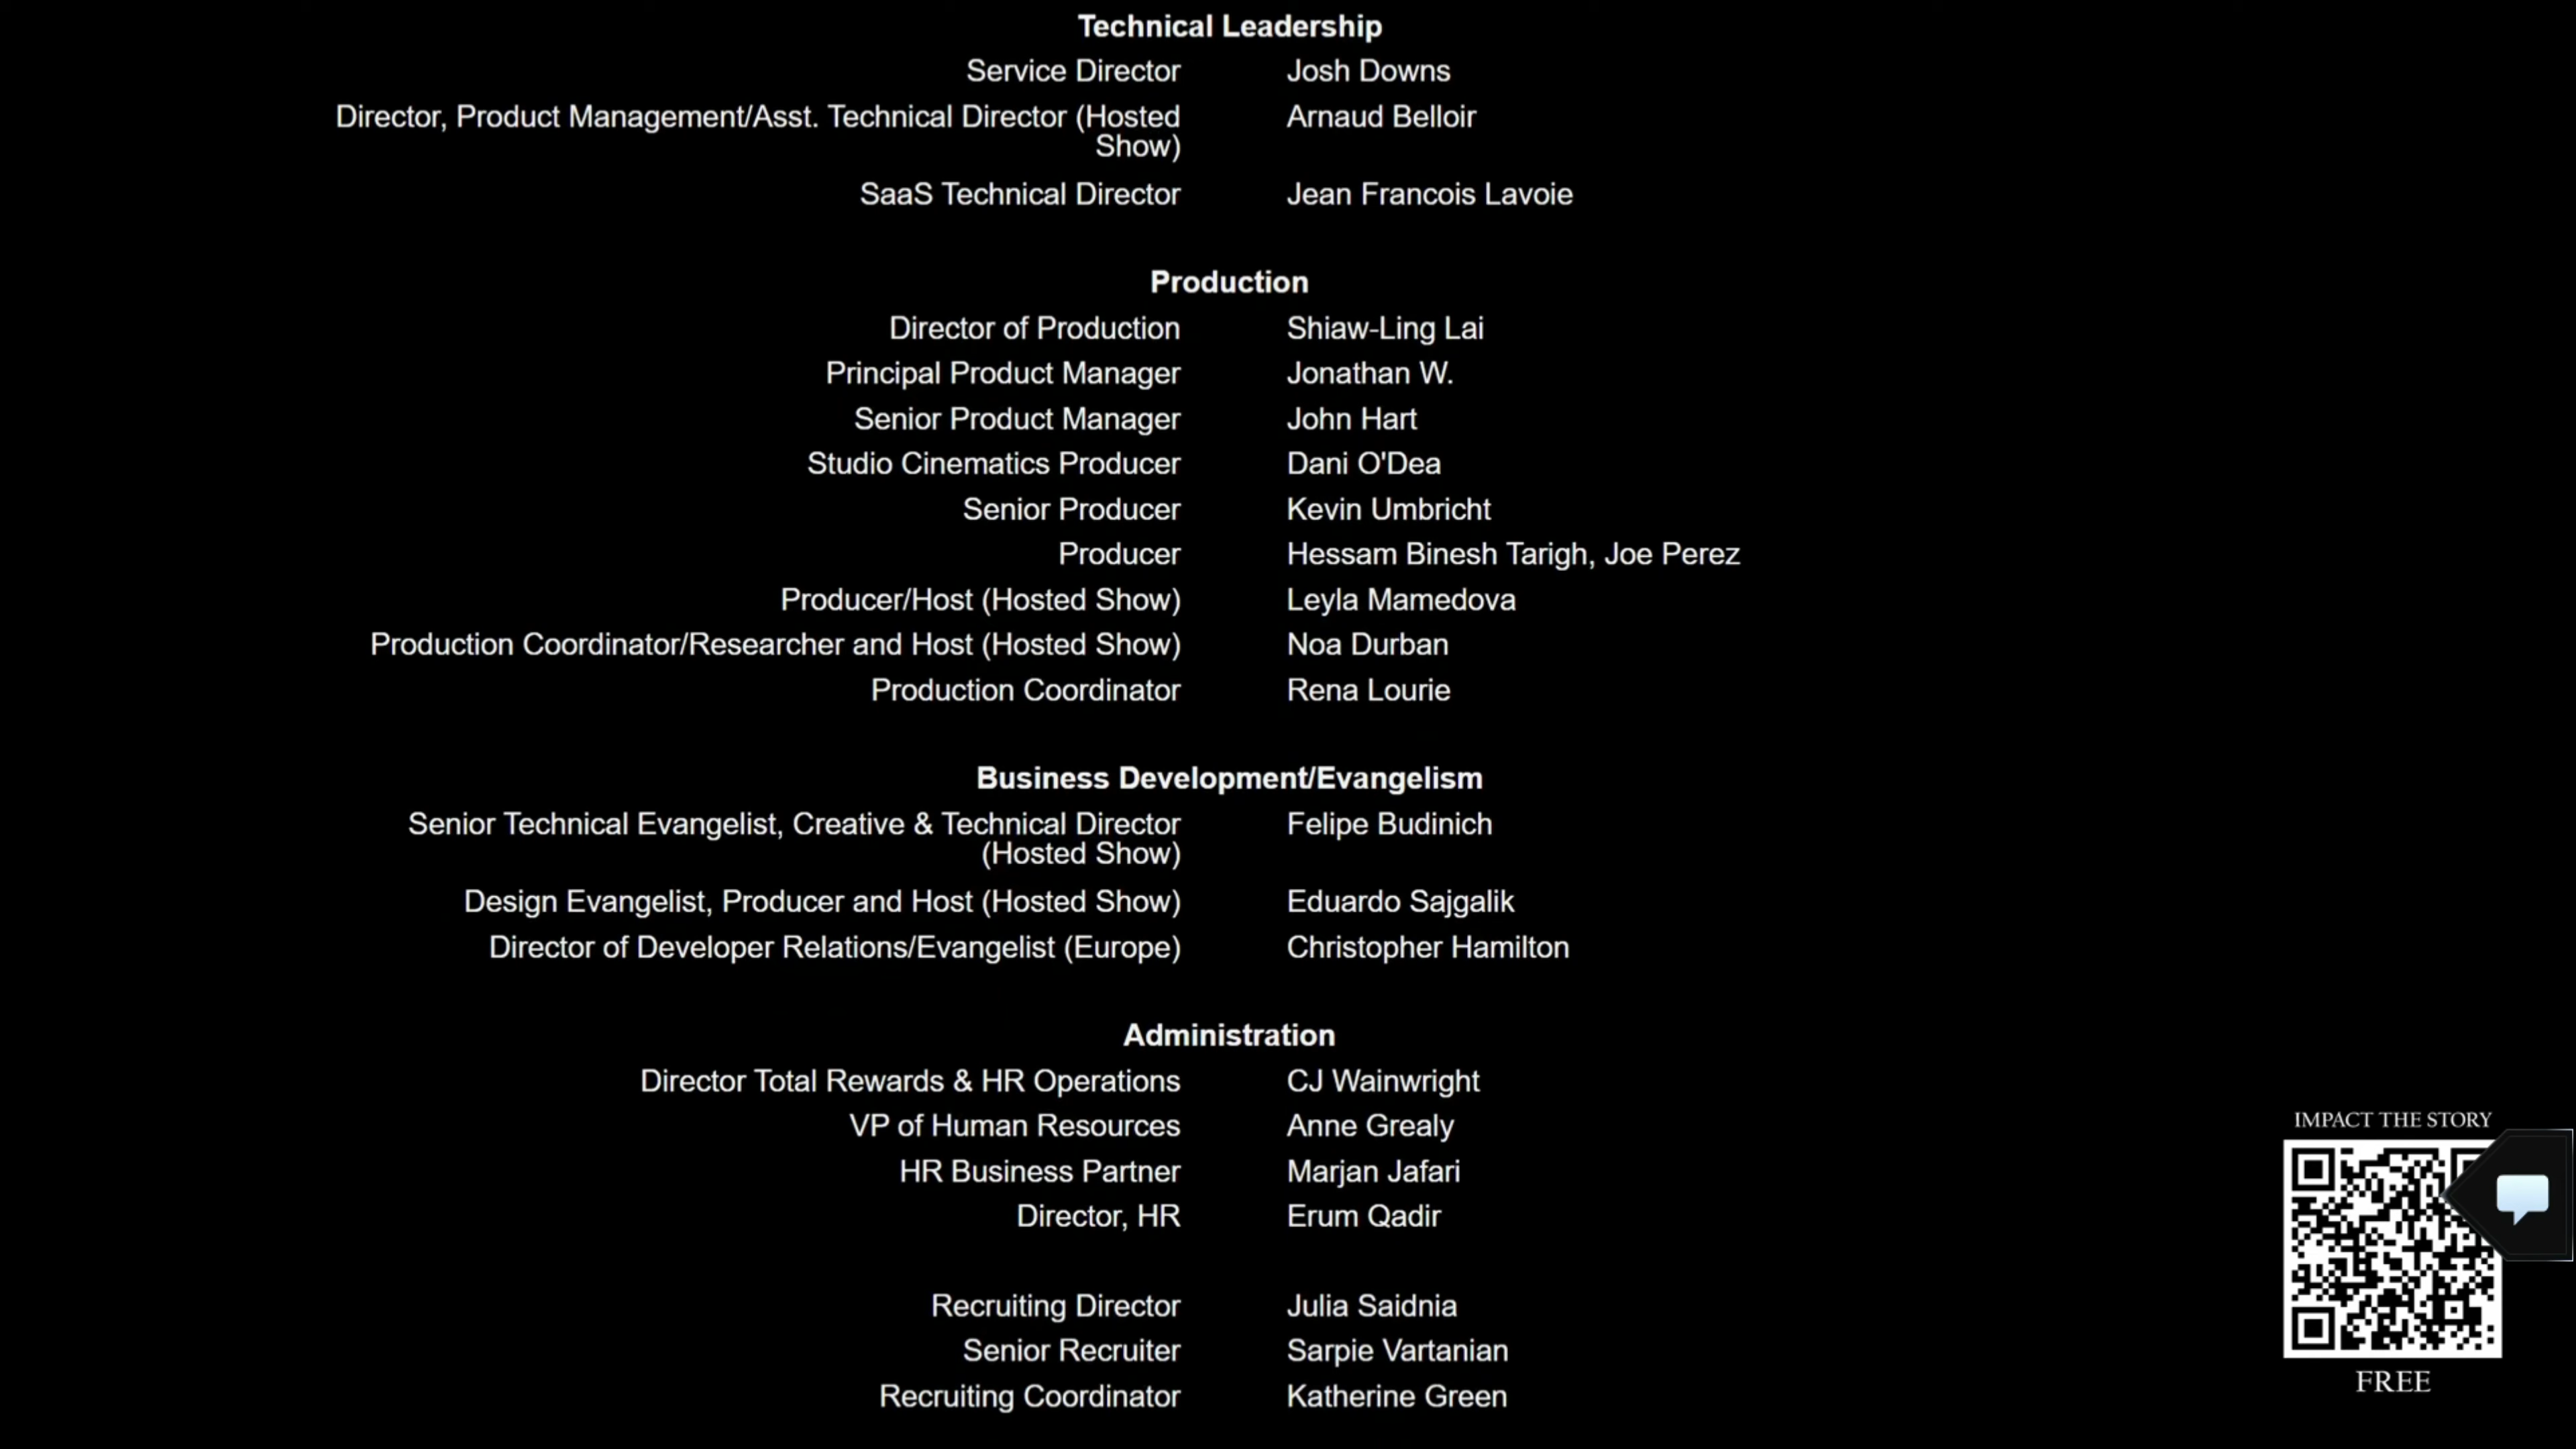 Technical Leadership
Service Director Josh Downs
Director, Product Management/Asst. Technical Director (Hosted Arnaud Belloir
Show)
SaaS Technical Director Jean Francois Lavoie
Production
Director of Production Shiaw-Ling Lai
Principal Product Manager Jonathan W.
Senior Product Manager John Hart
Studio Cinematics Producer Dani O'Dea
Senior Producer Kevin Umbricht
Producer Hessam Binesh Tarigh, Joe Perez
Producer/Host (Hosted Show) Leyla Mamedova
Production Coordinator/Researcher and Host (Hosted Show) Noa Durban
Production Coordinator Rena Lourie
Business Development/Evangelism
Senior Technical Evangelist, Creative & Technical Director Felipe Budinich
(Hosted Show)
Design Evangelist, Producer and Host (Hosted Show) Eduardo Sajgalik
Director of Developer Relations/Evangelist (Europe) Christopher Hamilton
Administration
Director Total Rewards & HR Operations CJ Wainwright
VP of Human Resources Anne Grealy
HR Business Partner Marjan Jafari
Director, HR Erum Qadir
Recruiting Director Julia Saidnia
Senior Recruiter Sarpie Vartanian
Recruiting Coordinator Katherine Green
IMPACT THE STORY
FREE